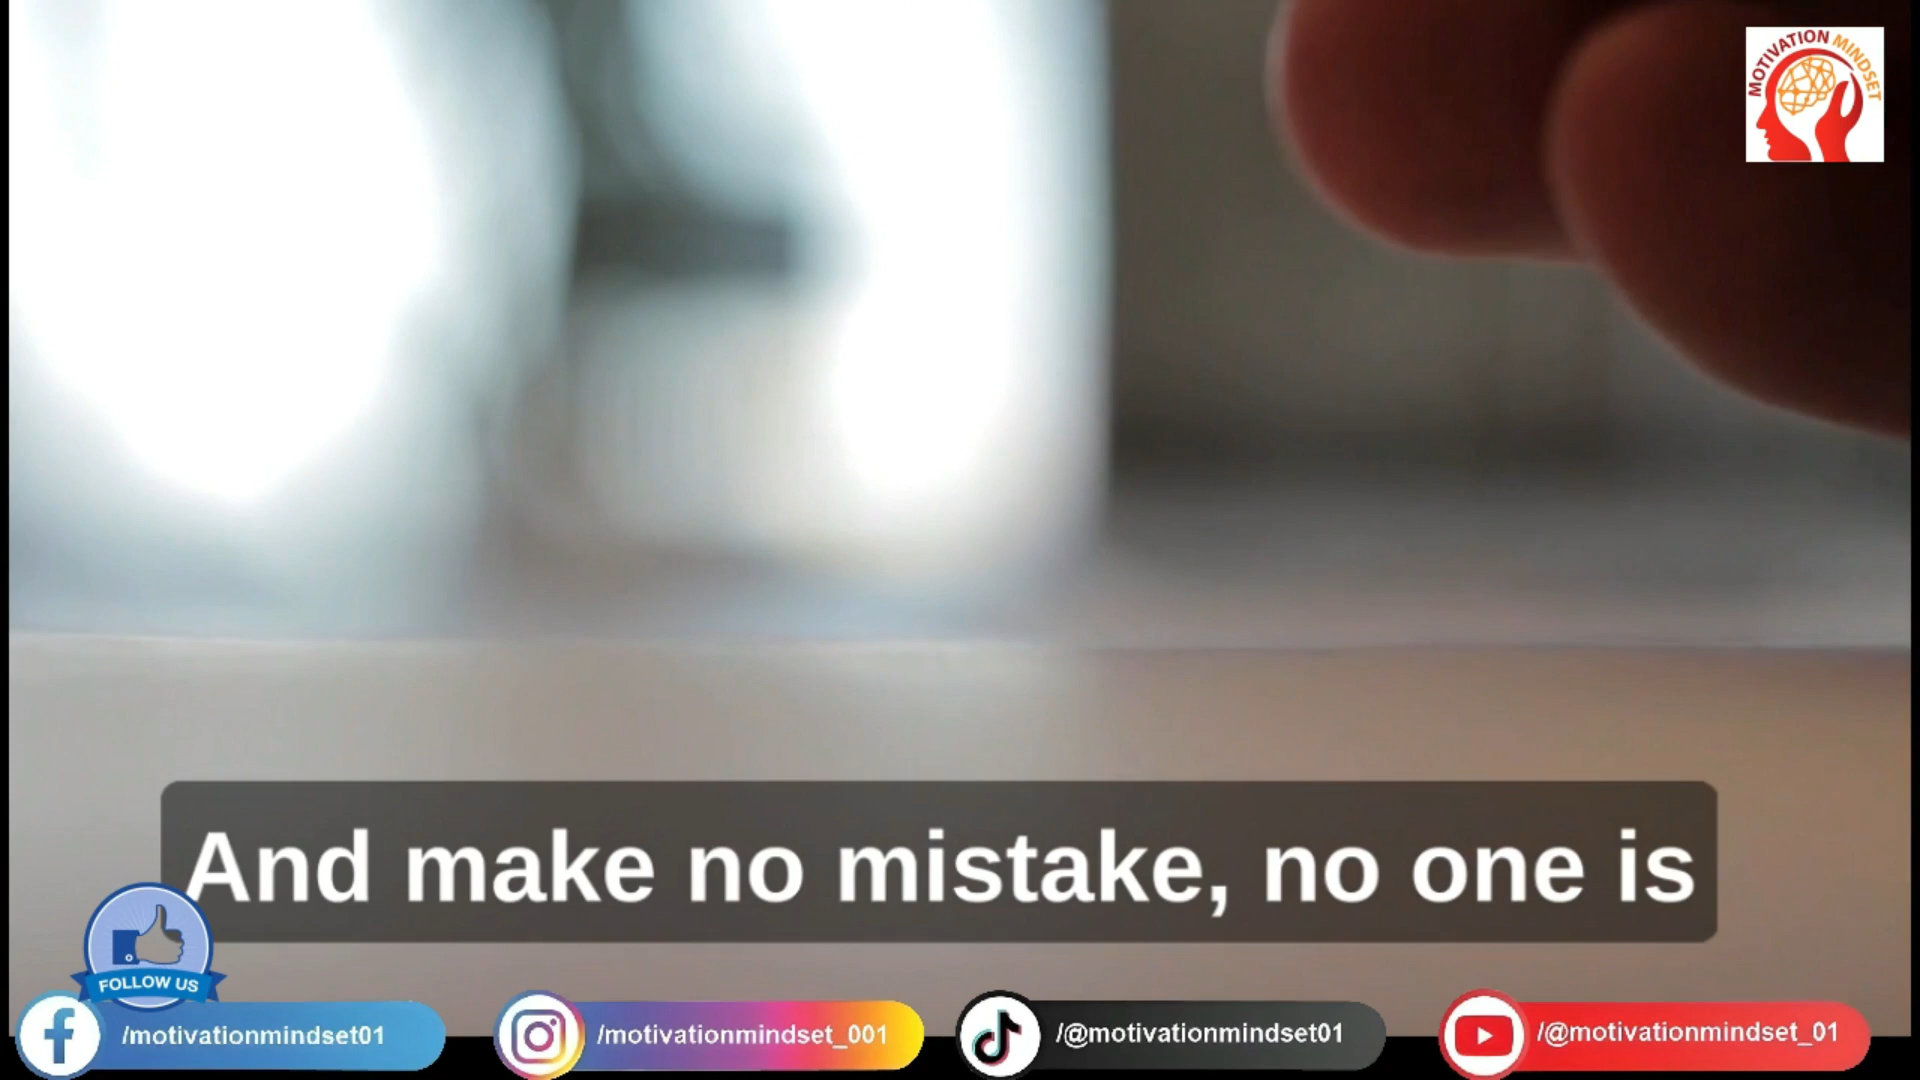 MOTIVATION MINDSET
And make no mistake, no one is
FOLLOW US
/motivationmindset01
/motivationmindset_001
/@motivationmindset01
/@motivationmindset_01